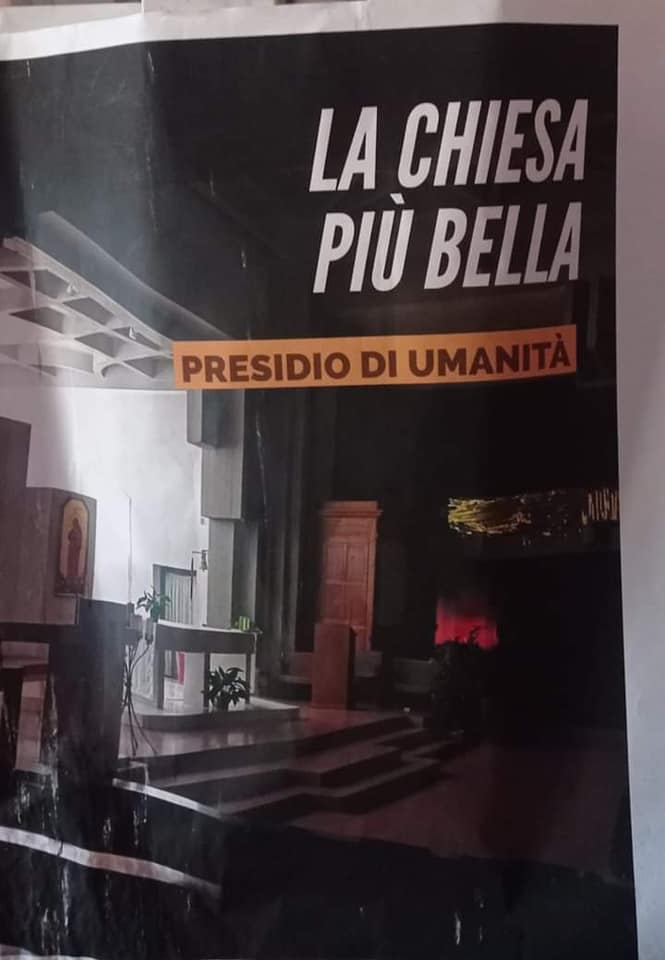 LA CHIESA
PIÙ BELLA
PRESIDIO DI UMANITÀ